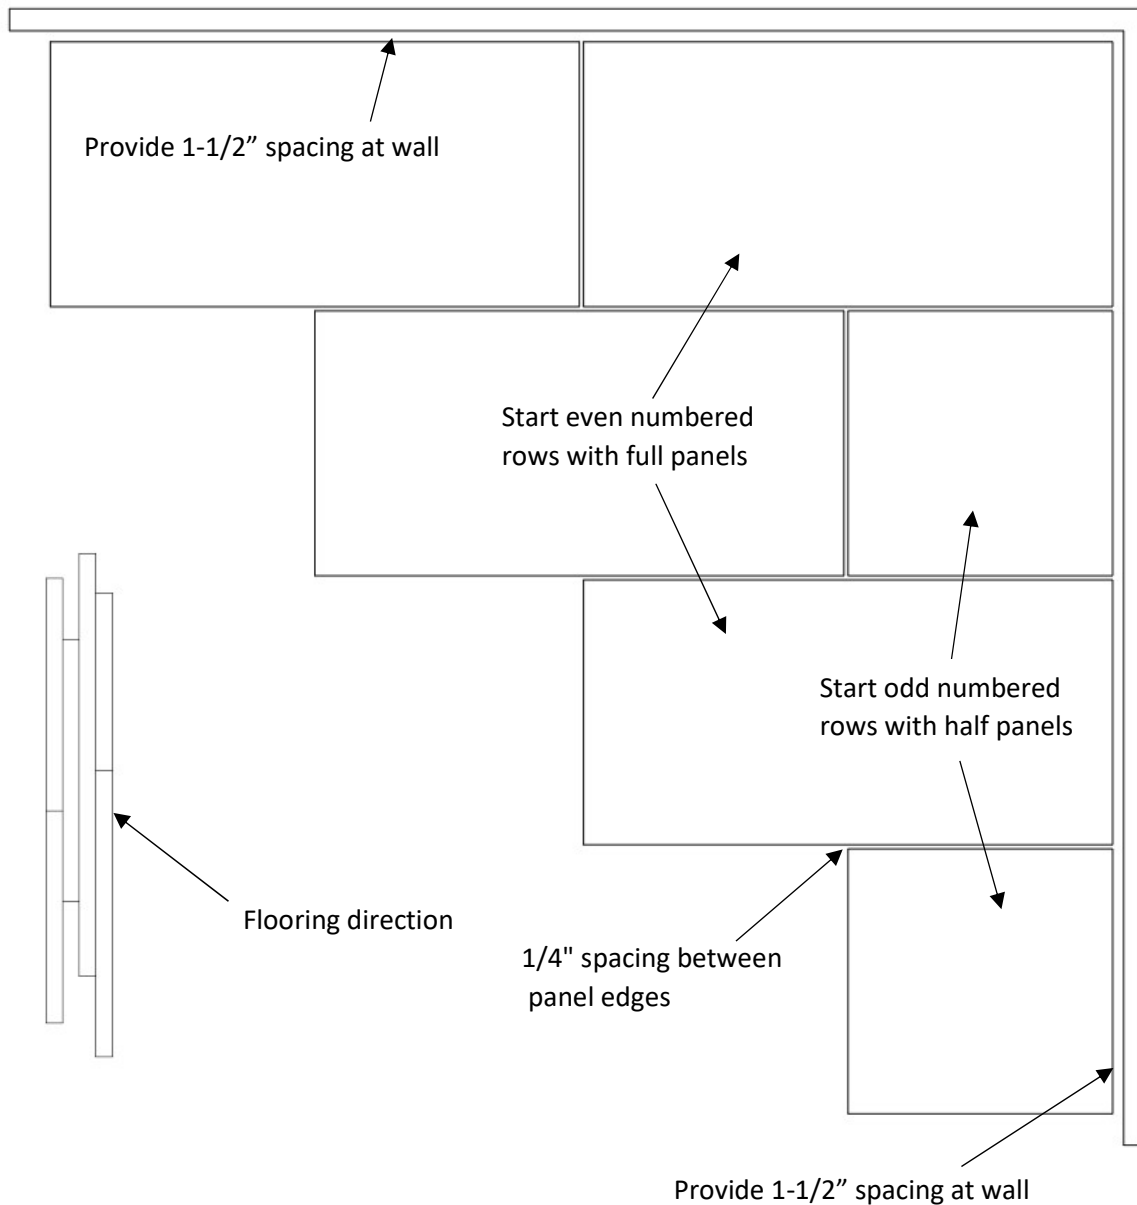 Provide 1-1/2” spacing at wall
Start even numbered
rows with full panels
Start odd numbered
rows with half panels
Flooring direction
1/4" spacing between
panel edges
Provide 1-1/2” spacing at wall